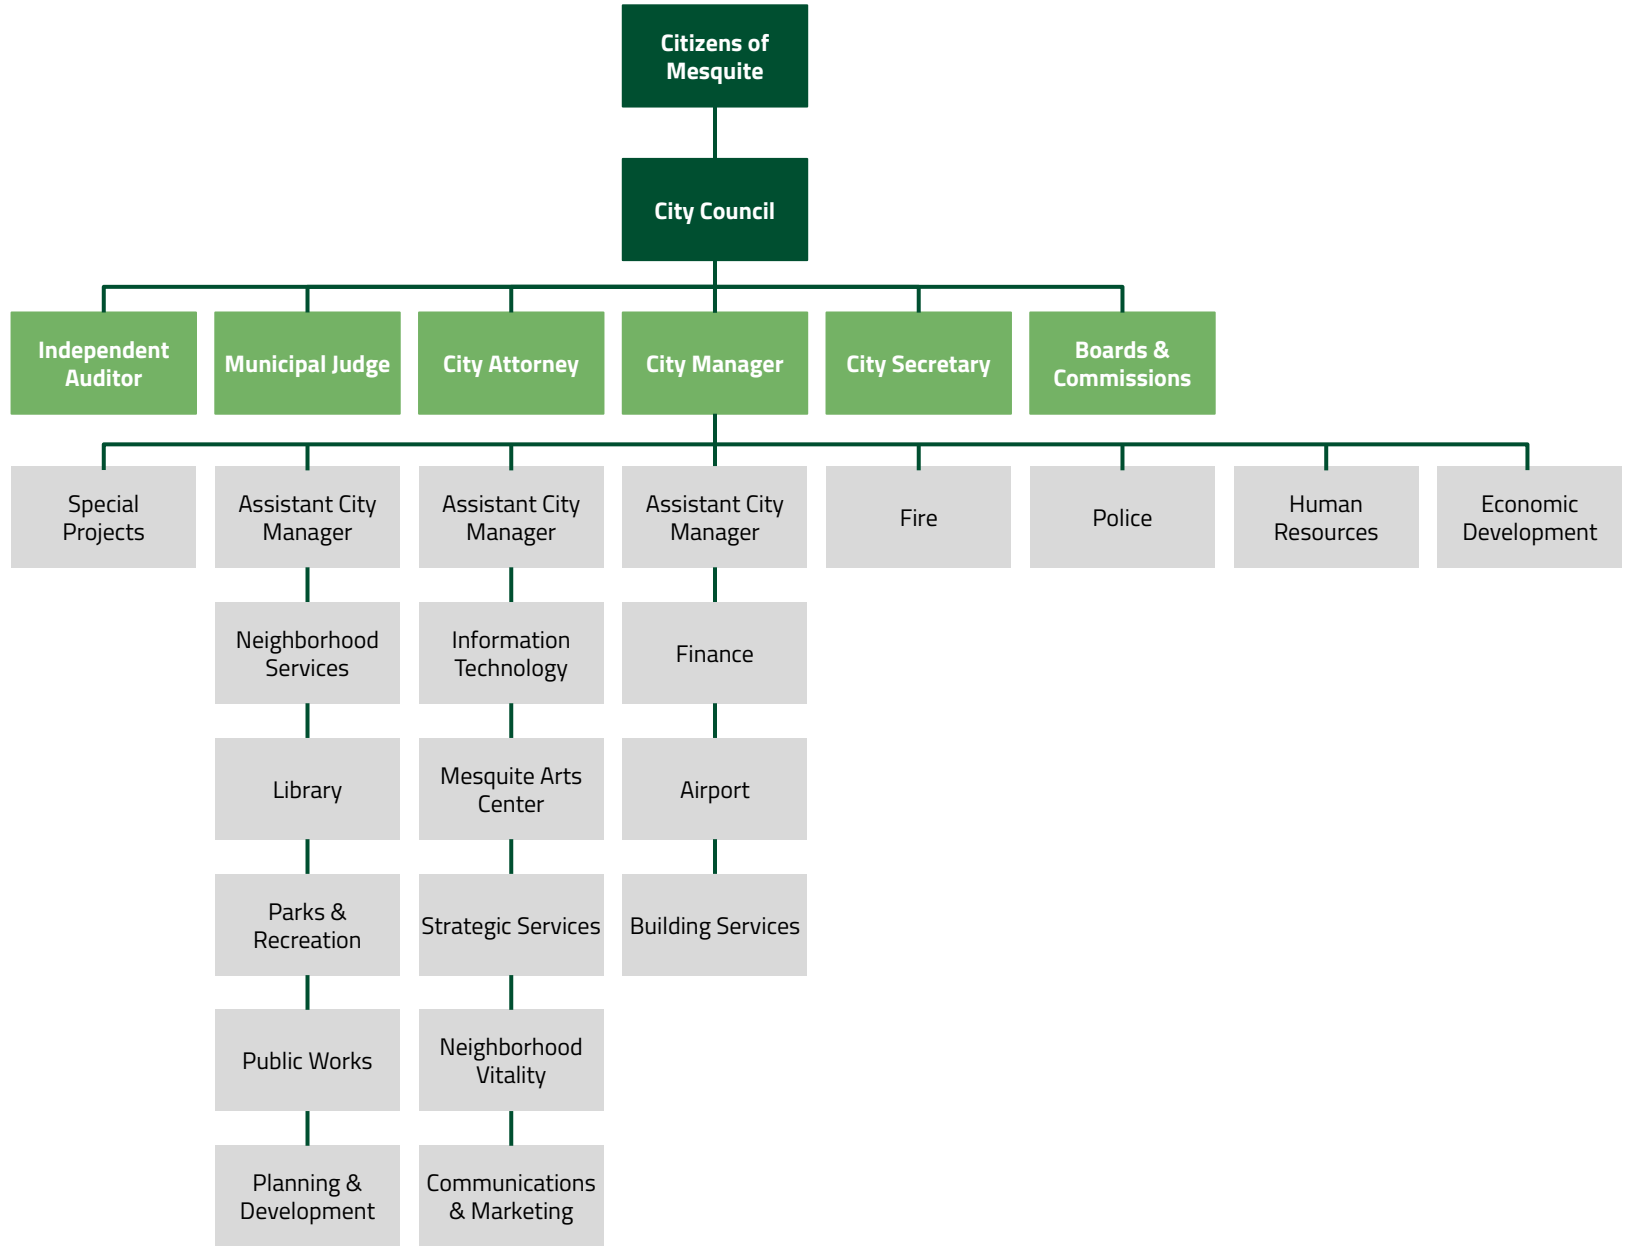 Citizens of
Mesquite
City Council
Independent
Auditor
Municipal Judge
City Attorney
City Manager
City Secretary
Boards &
Commissions
Special
Projects
Assistant City
Manager
Assistant City
Manager
Assistant City
Manager
Fire
Police
Human
Resources
Economic
Development
Neighborhood
Services
Information
Technology
Finance
Library
Mesquite Arts
Center
Airport
Parks &
Recreation
Strategic Services
Building Services
Public Works
Neighborhood
Vitality
Planning &
Development
Communications
& Marketing